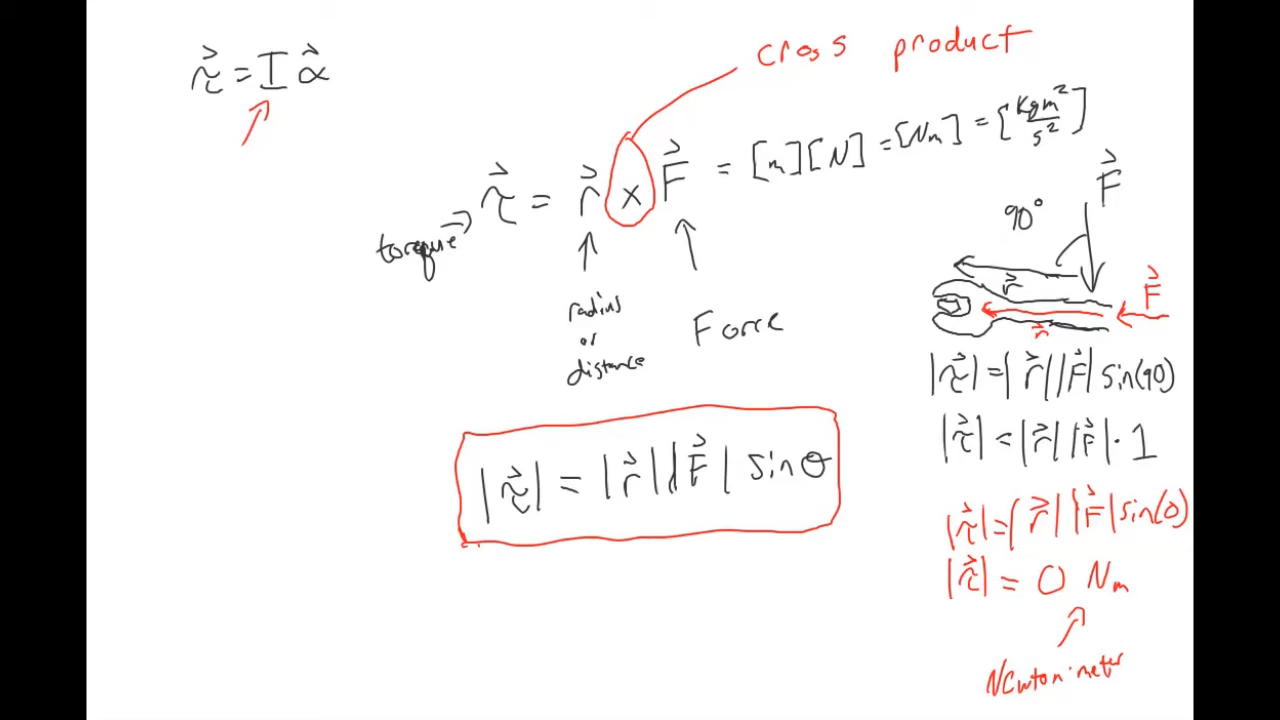 τ⃗ = I α⃗
cross product
τ⃗ = r⃗ × F⃗ = [m][N] = [Nm] = [kgm²/s²]
torque
radius
or
distance
Force
|τ⃗| = |r⃗||F⃗| sinθ
F⃗
90°
r⃗
F⃗
r⃗
|τ⃗| = |r⃗||F⃗| sin(90)
|τ⃗| = |r⃗||F⃗| · 1
|τ⃗| = |r⃗||F⃗| sin(0)
|τ⃗| = 0 Nm
Newton·meter